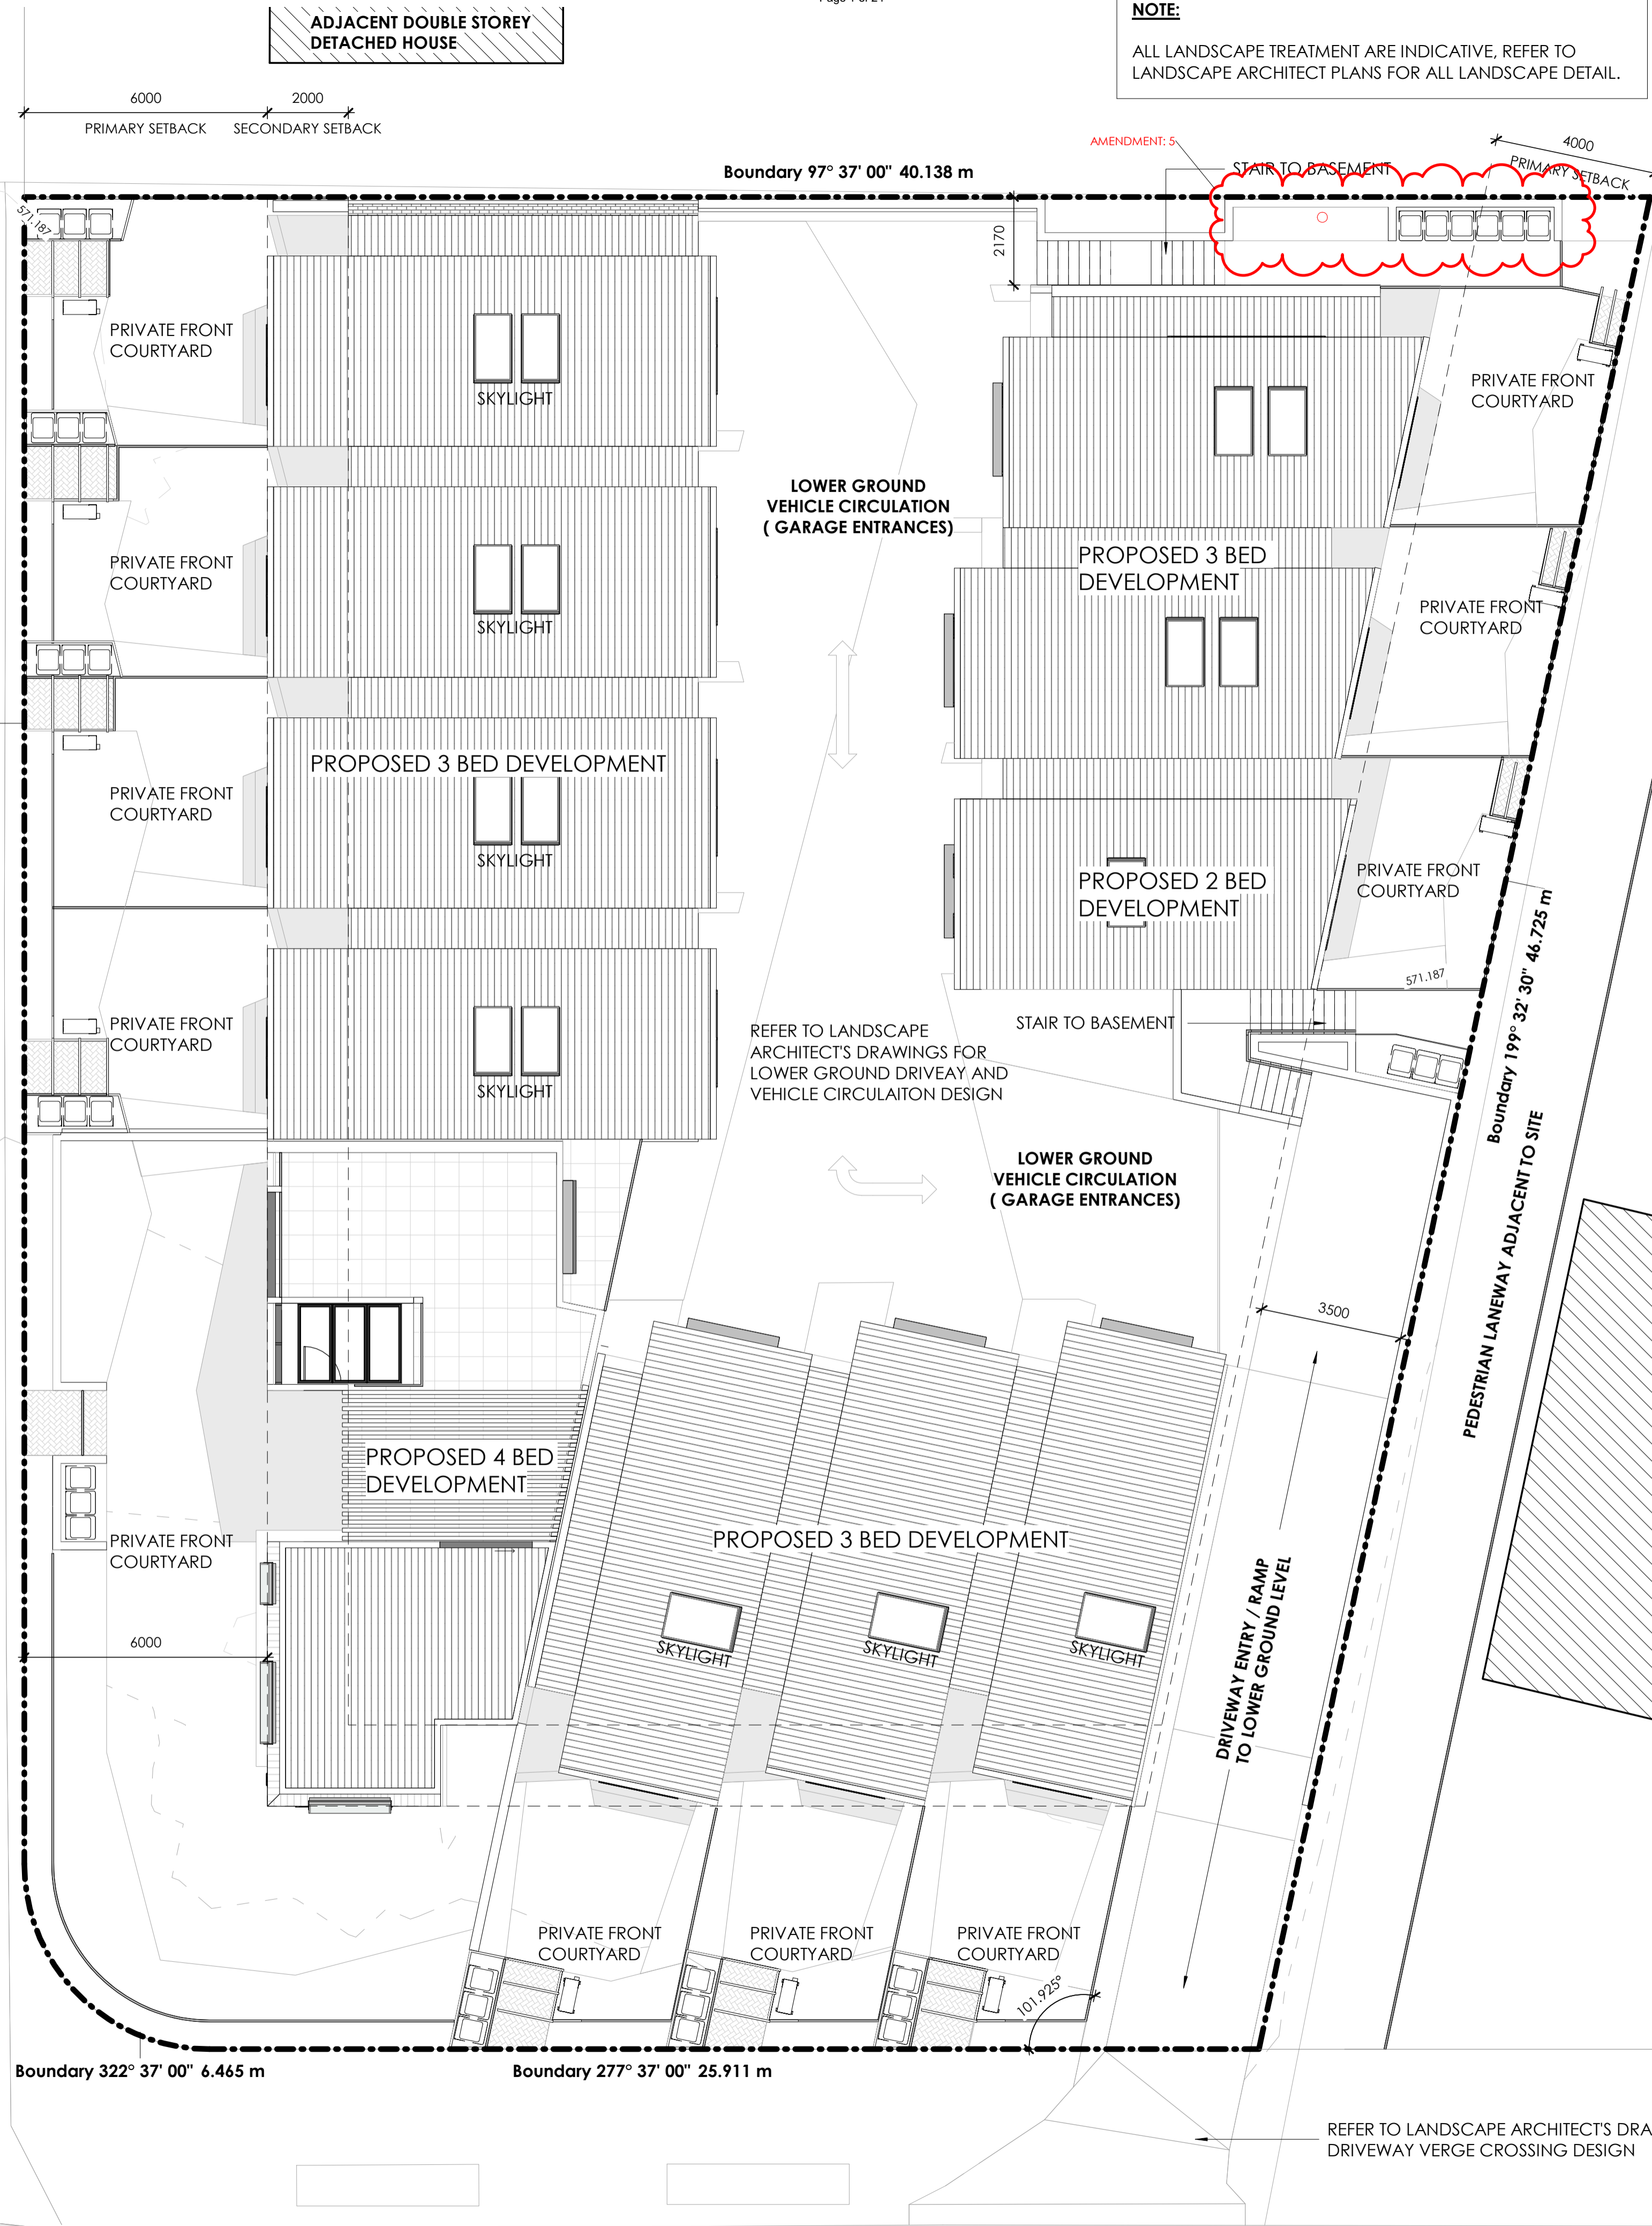 ADJACENT DOUBLE STOREY
DETACHED HOUSE
NOTE:
ALL LANDSCAPE TREATMENT ARE INDICATIVE, REFER TO
LANDSCAPE ARCHITECT PLANS FOR ALL LANDSCAPE DETAIL.
6000
2000
PRIMARY SETBACK
SECONDARY SETBACK
AMENDMENT: 5
4000
PRIMARY SETBACK
Boundary 97° 37' 00" 40.138 m
STAIR TO BASEMENT
571.187
2170
PRIVATE FRONT
COURTYARD
SKYLIGHT
PRIVATE FRONT
COURTYARD
LOWER GROUND
VEHICLE CIRCULATION
( GARAGE ENTRANCES)
PRIVATE FRONT
COURTYARD
SKYLIGHT
PROPOSED 3 BED
DEVELOPMENT
PRIVATE FRONT
COURTYARD
PROPOSED 3 BED DEVELOPMENT
PRIVATE FRONT
COURTYARD
SKYLIGHT
PROPOSED 2 BED
DEVELOPMENT
PRIVATE FRONT
COURTYARD
571.187
Boundary 199° 32' 30" 46.725 m
PRIVATE FRONT
COURTYARD
SKYLIGHT
REFER TO LANDSCAPE
ARCHITECT'S DRAWINGS FOR
LOWER GROUND DRIVEAY AND
VEHICLE CIRCULAITON DESIGN
STAIR TO BASEMENT
LOWER GROUND
VEHICLE CIRCULATION
( GARAGE ENTRANCES)
PEDESTRIAN LANEWAY ADJACENT TO SITE
3500
PROPOSED 4 BED
DEVELOPMENT
PRIVATE FRONT
COURTYARD
PROPOSED 3 BED DEVELOPMENT
6000
SKYLIGHT
SKYLIGHT
SKYLIGHT
DRIVEWAY ENTRY / RAMP
TO LOWER GROUND LEVEL
PRIVATE FRONT
COURTYARD
PRIVATE FRONT
COURTYARD
PRIVATE FRONT
COURTYARD
101.925°
Boundary 322° 37' 00" 6.465 m
Boundary 277° 37' 00" 25.911 m
REFER TO LANDSCAPE ARCHITECT'S DRA
DRIVEWAY VERGE CROSSING DESIGN